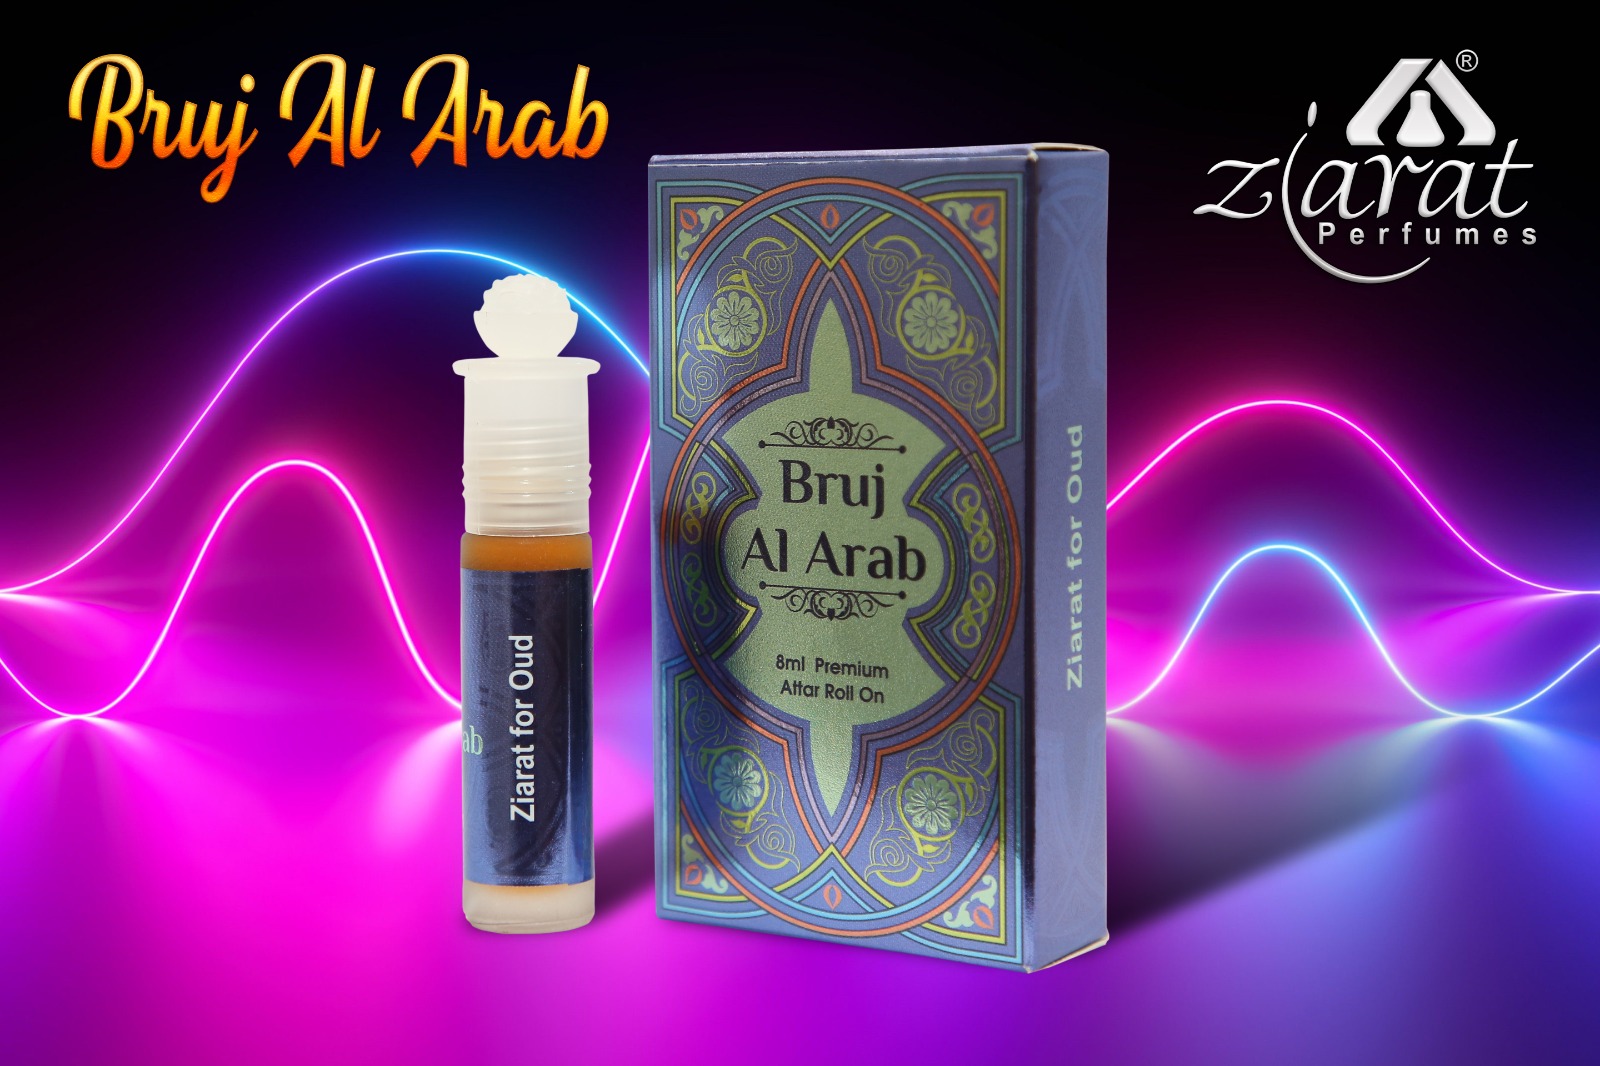 Bruj Al Arab
®
ziarat
Perfumes
Bruj
Al Arab
8ml Premium
Attar Roll On
Ziarat for Oud
ab
Ziarat for Oud